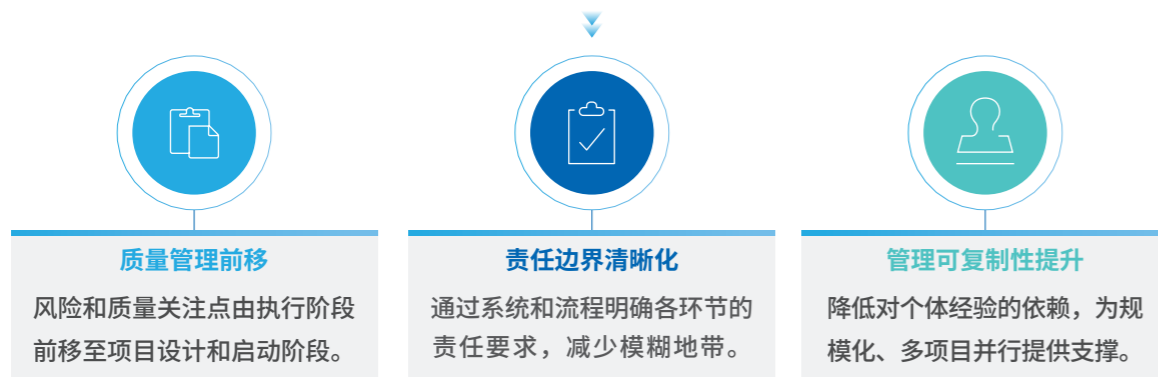 质量管理前移
风险和质量关注点由执行阶段
前移至项目设计和启动阶段。
责任边界清晰化
通过系统和流程明确各环节的
责任要求，减少模糊地带。
管理可复制性提升
降低对个体经验的依赖，为规
模化、多项目并行提供支撑。